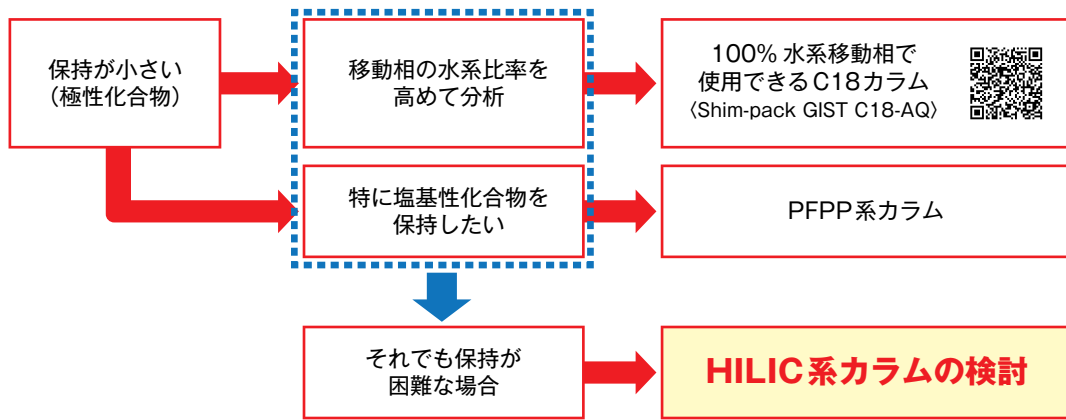 保持が小さい
（極性化合物）
移動相の水系比率を
高めて分析
100% 水系移動相で
使用できるC18カラム
〈Shim-pack GIST C18-AQ〉
特に塩基性化合物を
保持したい
PFPP系カラム
それでも保持が
困難な場合
HILIC系カラムの検討